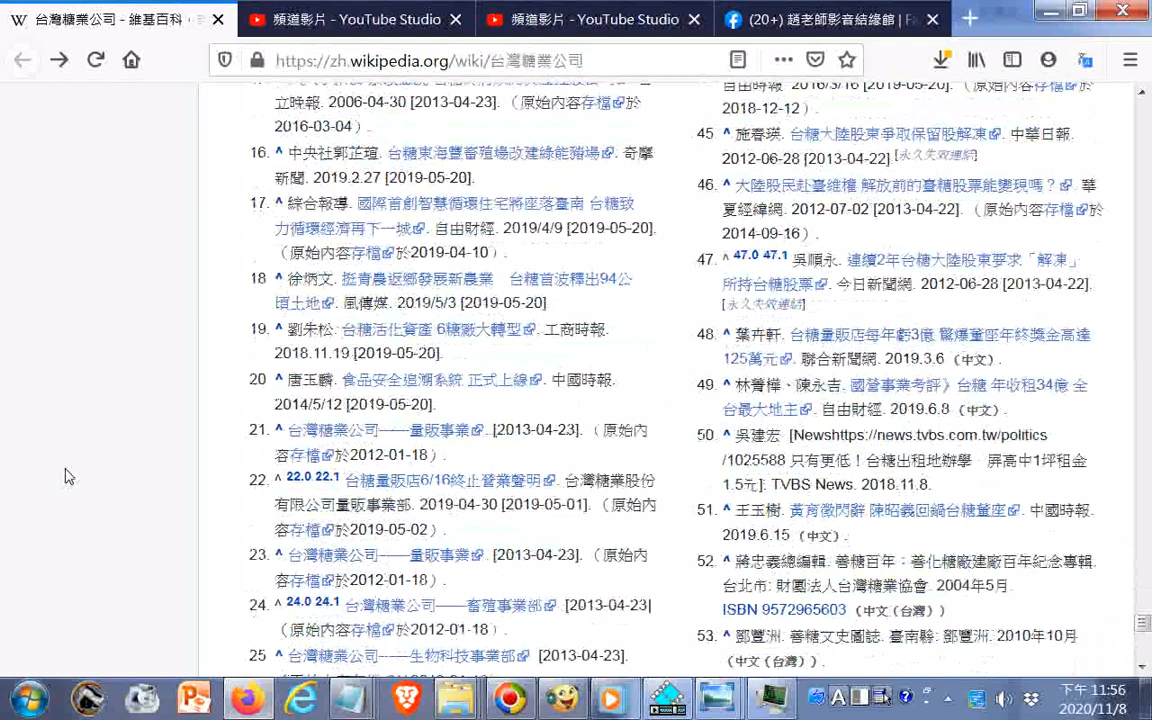 台灣糖業公司 - 維基百科
頻道影片 - YouTube Studio
頻道影片 - YouTube Studio
(20+) 趙老師影音結緣館 | Fa
https://zh.wikipedia.org/wiki/台灣糖業公司
立晚報. 2006-04-30 [2013-04-23]. （原始內容存檔於
2016-03-04）.
16. ^ 中央社郭芷瑄. 台糖東海豐畜殖場改建綠能豬場. 奇摩
新聞. 2019.2.27 [2019-05-20].
17. ^ 綜合報導. 國際首創智慧循環住宅將座落臺南 台糖致
力循環經濟再下一城. 自由財經. 2019/4/9 [2019-05-20].
（原始內容存檔於2019-04-10）.
18 ^ 徐炳文. 挺青農返鄉發展新農業　台糖首波釋出94公
頃土地. 風傳媒. 2019/5/3 [2019-05-20]
19. ^ 劉朱松. 台糖活化資產 6糖廠大轉型. 工商時報.
2018.11.19 [2019-05-20].
20 ^ 唐玉麟. 食品安全追溯系統 正式上線. 中國時報.
2014/5/12 [2019-05-20].
21. ^ 台灣糖業公司——量販事業. [2013-04-23]. （原始內
容存檔於2012-01-18）.
22. ^ 22.0 22.1 台糖量販店6/16終止營業聲明. 台灣糖業股份
有限公司量販事業部. 2019-04-30 [2019-05-01]. （原始內
容存檔於2019-05-02）.
23. ^ 台灣糖業公司——量販事業. [2013-04-23]. （原始內
容存檔於2012-01-18）.
24. ^ 24.0 24.1 台灣糖業公司——畜殖事業部. [2013-04-23]
（原始內容存檔於2012-01-18）.
25 ^ 台灣糖業公司——生物科技事業部. [2013-04-23].
自由時報. 2016/3/16 [2019-05-20]. （原始內容存檔於
2018-12-12）.
45 ^ 施春瑛. 台糖大陸股東爭取保留股解凍. 中華日報.
2012-06-28 [2013-04-22].[永久失效連結]
46. ^ 大陸股民赴臺維權 解放前的臺糖股票能變現嗎？. 華
夏經緯網. 2012-07-02 [2013-04-22]. （原始內容存檔於
2014-09-16）.
47. ^ 47.0 47.1 吳順永. 連續2年台糖大陸股東要求「解凍」
所持台糖股票. 今日新聞網. 2012-06-28 [2013-04-22].
[永久失效連結]
48. ^ 葉卉軒. 台糖量販店每年虧3億 驚爆董座年終獎金高達
125萬元. 聯合新聞網. 2019.3.6 （中文）.
49. ^ 林菁樺、陳永吉. 國營事業考評》台糖 年收租34億 全
台最大地主. 自由財經. 2019.6.8 （中文）.
50. ^ 吳建宏. [Newshttps://news.tvbs.com.tw/politics
/1025588 只有更低！台糖出租地辦學　屏高中1坪租金
1.5元]. TVBS News. 2018.11.8.
51. ^ 王玉樹. 黃育徵閃辭 陳昭義回鍋台糖董座. 中國時報.
2019.6.15 （中文）.
52. ^ 蔣忠義總編輯. 善糖百年：善化糖廠建廠百年紀念專輯.
台北市: 財團法人台灣糖業協會. 2004年5月.
ISBN 9572965603 （中文（台灣））
53. ^ 鄧豐洲. 善糖文史圖誌. 臺南縣: 鄧豐洲. 2010年10月
（中文（台灣））.
下午 11:56
2020/11/8